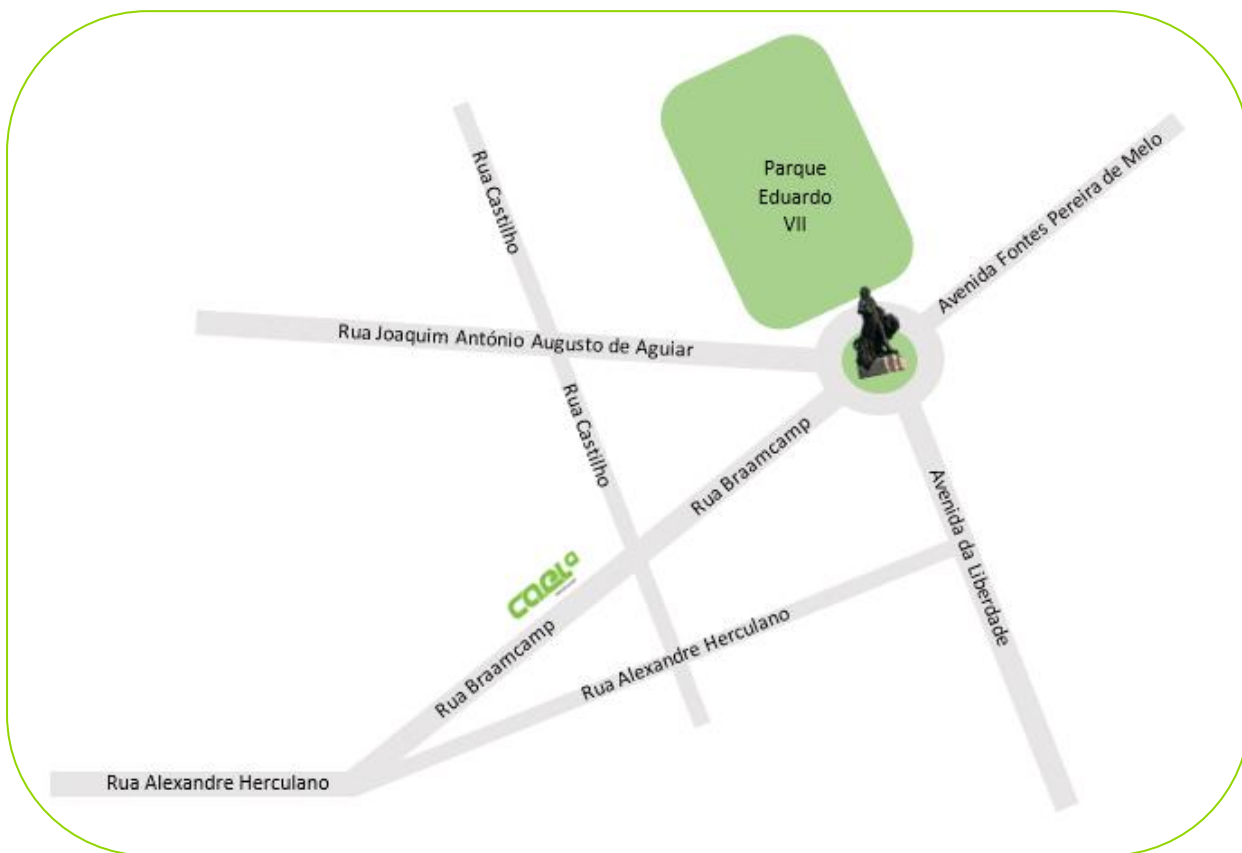 Parque
Eduardo
VII
Avenida Fontes Pereira de Melo
Rua Castilho
Rua Joaquim António Augusto de Aguiar
Rua Castilho
Rua Braamcamp
Avenida da Liberdade
caela
Rua Braamcamp
Rua Alexandre Herculano
Rua Alexandre Herculano